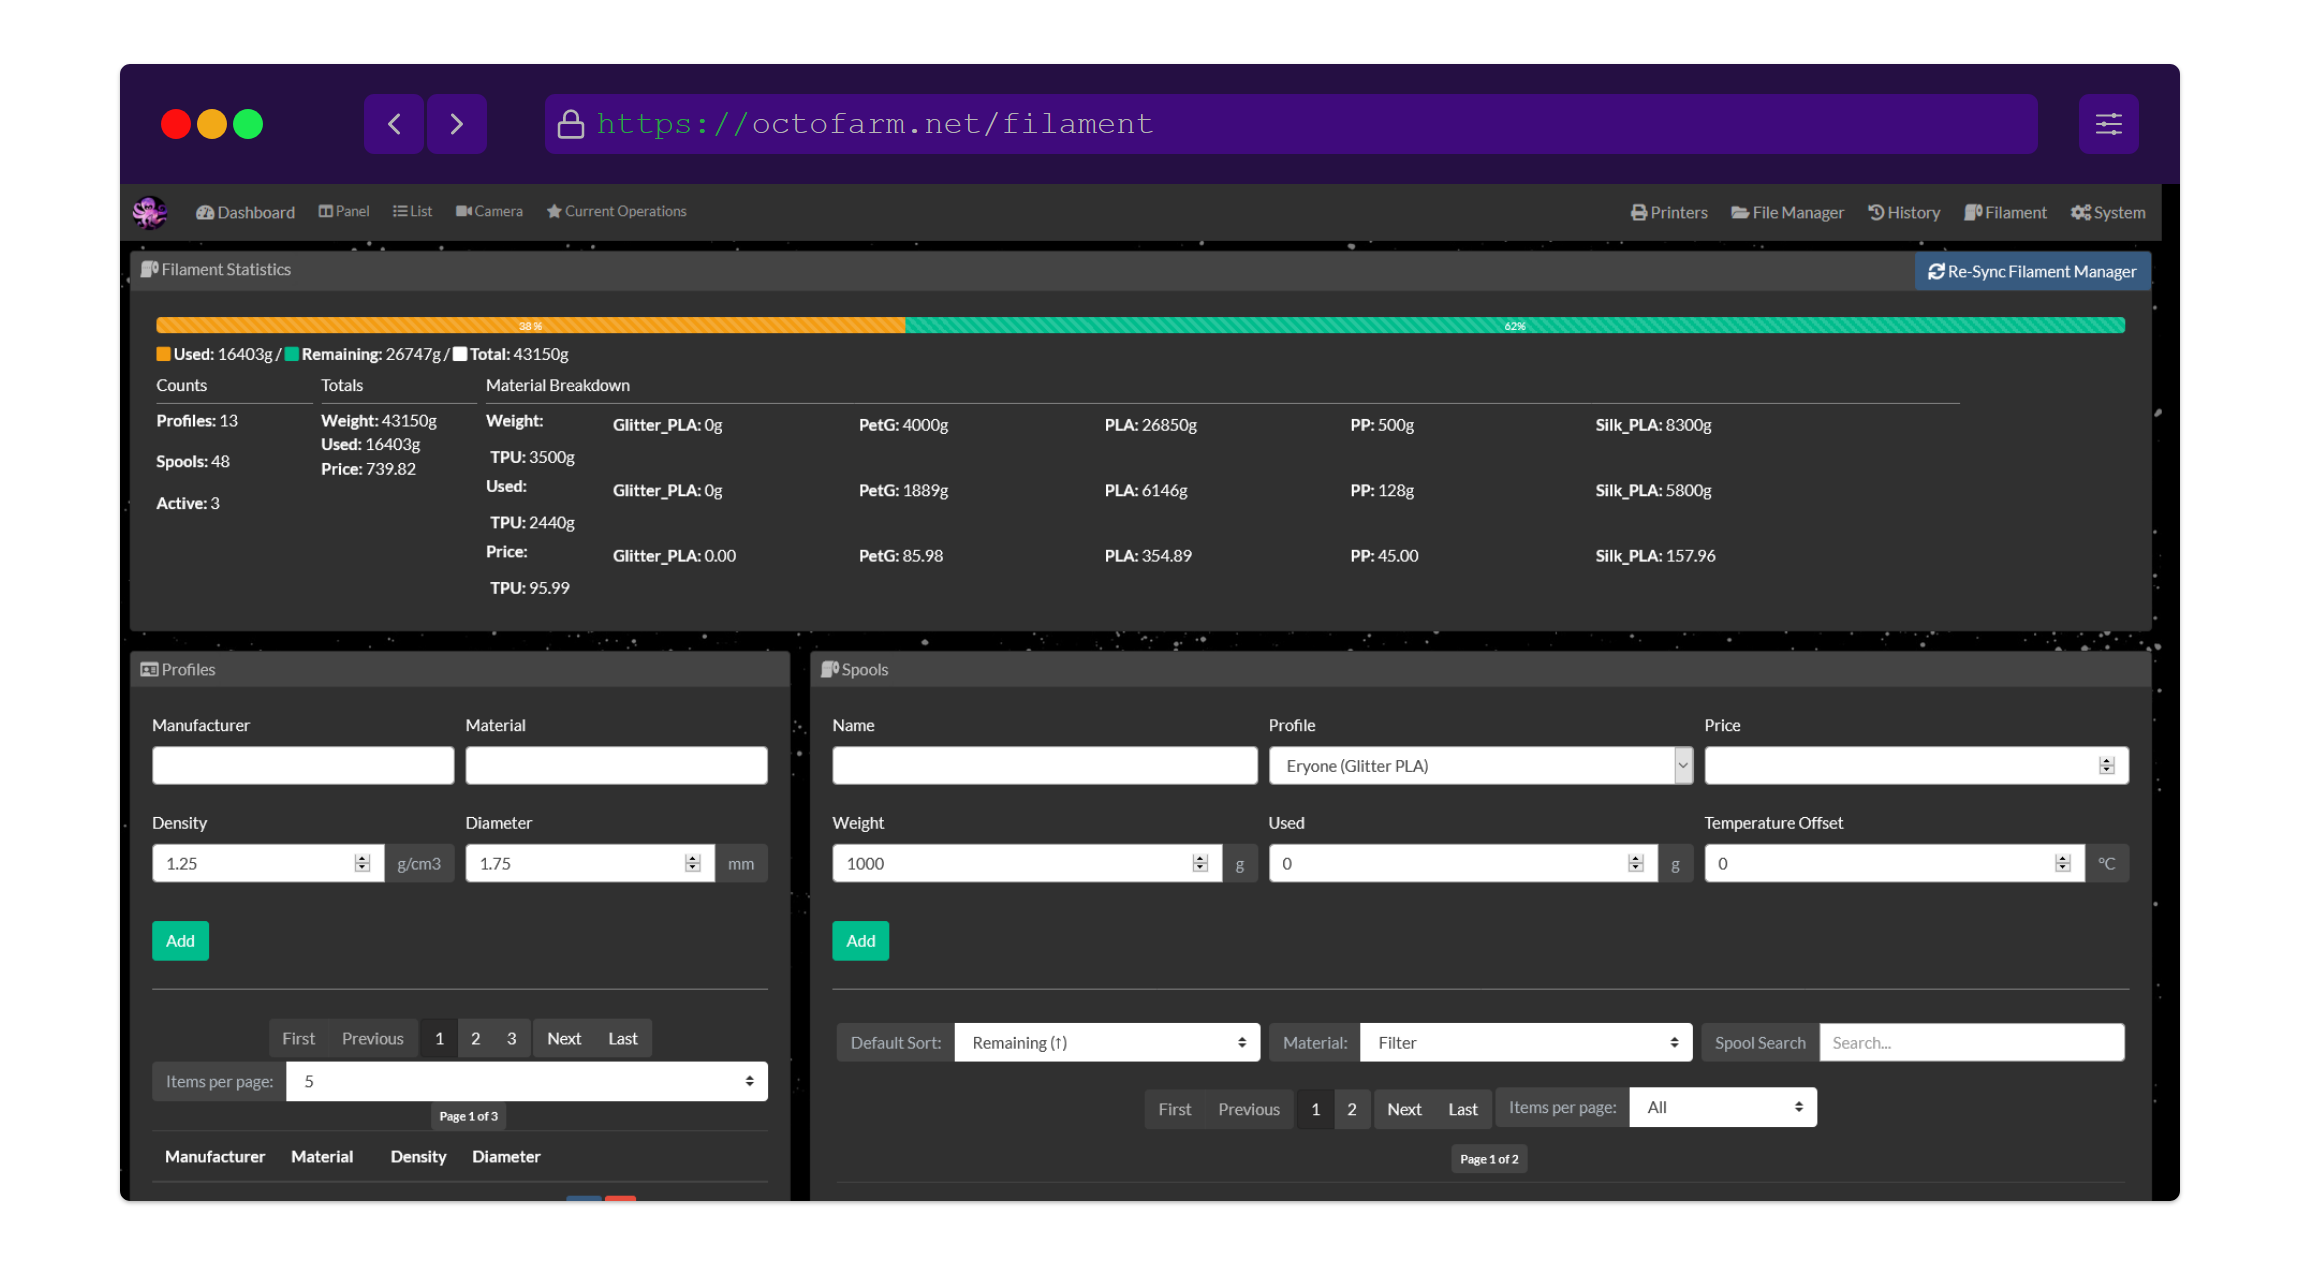 https://octofarm.net/filament
Dashboard Panel List Camera Current Operations Printers File Manager History Filament System
Filament Statistics Re-Sync Filament Manager
38 % 62%
Used: 16403g / Remaining: 26747g / Total: 43150g
Counts Totals Material Breakdown
Profiles: 13
Spools: 48
Active: 3
Weight: 43150g
Used: 16403g
Price: 739.82
Weight: Glitter_PLA: 0g PetG: 4000g PLA: 26850g PP: 500g Silk_PLA: 8300g
TPU: 3500g
Used: Glitter_PLA: 0g PetG: 1889g PLA: 6146g PP: 128g Silk_PLA: 5800g
TPU: 2440g
Price: Glitter_PLA: 0.00 PetG: 85.98 PLA: 354.89 PP: 45.00 Silk_PLA: 157.96
TPU: 95.99
Profiles
Manufacturer Material
Density Diameter
1.25 g/cm3 1.75 mm
Add
First Previous 1 2 3 Next Last
Items per page: 5
Page 1 of 3
Manufacturer Material Density Diameter
Spools
Name Profile Price
Eryone (Glitter PLA)
Weight Used Temperature Offset
1000 g 0 g 0 °C
Add
Default Sort: Remaining (↑) Material: Filter Spool Search Search...
First Previous 1 2 Next Last Items per page: All
Page 1 of 2